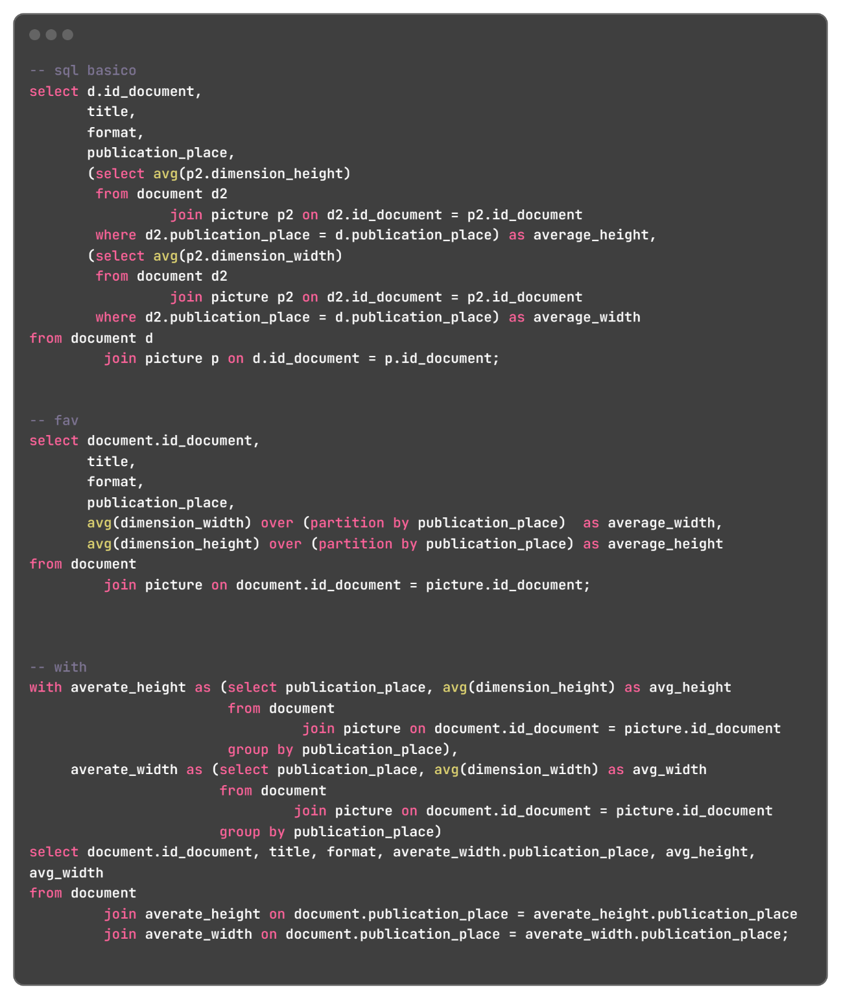 -- sql basico
select d.id_document,
       title,
       format,
       publication_place,
       (select avg(p2.dimension_height)
        from document d2
                 join picture p2 on d2.id_document = p2.id_document
        where d2.publication_place = d.publication_place) as average_height,
       (select avg(p2.dimension_width)
        from document d2
                 join picture p2 on d2.id_document = p2.id_document
        where d2.publication_place = d.publication_place) as average_width
from document d
         join picture p on d.id_document = p.id_document;
-- fav
select document.id_document,
       title,
       format,
       publication_place,
       avg(dimension_width) over (partition by publication_place)  as average_width,
       avg(dimension_height) over (partition by publication_place) as average_height
from document
         join picture on document.id_document = picture.id_document;
-- with
with averate_height as (select publication_place, avg(dimension_height) as avg_height
                        from document
                                 join picture on document.id_document = picture.id_document
                        group by publication_place),
     averate_width as (select publication_place, avg(dimension_width) as avg_width
                       from document
                                join picture on document.id_document = picture.id_document
                       group by publication_place)
select document.id_document, title, format, averate_width.publication_place, avg_height,
avg_width
from document
         join averate_height on document.publication_place = averate_height.publication_place
         join averate_width on document.publication_place = averate_width.publication_place;